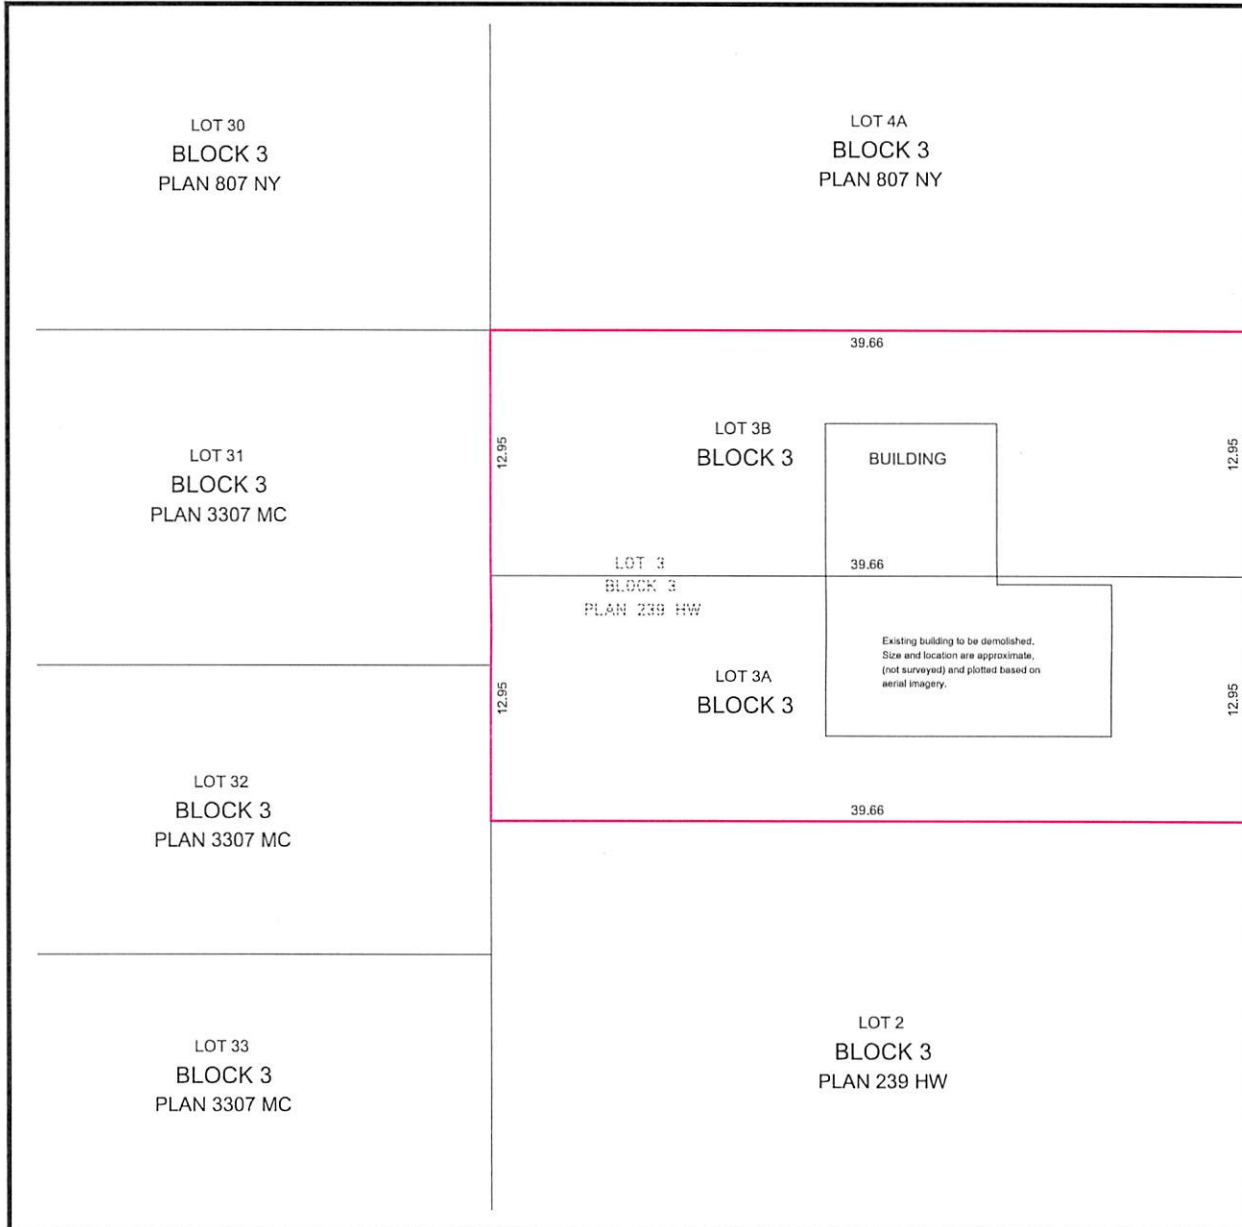 LOT 30
BLOCK 3
PLAN 807 NY
LOT 4A
BLOCK 3
PLAN 807 NY
39.66
LOT 3B
BLOCK 3
BUILDING
12.95
12.95
LOT 31
BLOCK 3
PLAN 3307 MC
LOT 3
BLOCK 3
PLAN 239 HW
39.66
Existing building to be demolished.
Size and location are approximate,
(not surveyed) and plotted based on
aerial imagery.
LOT 3A
BLOCK 3
12.95
12.95
39.66
LOT 32
BLOCK 3
PLAN 3307 MC
LOT 33
BLOCK 3
PLAN 3307 MC
LOT 2
BLOCK 3
PLAN 239 HW